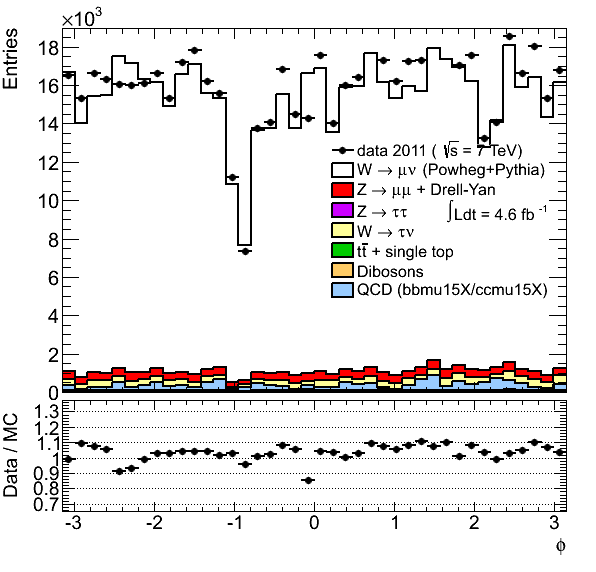 ×10³
Entries
18
16
14
12
10
8
6
4
2
0
data 2011 ( √s = 7 TeV)
W → μν (Powheg+Pythia)
Z → μμ + Drell-Yan
Z → ττ ∫Ldt = 4.6 fb ⁻¹
W → τν
tt̅ + single top
Dibosons
QCD (bbmu15X/ccmu15X)
Data / MC
1.3
1.2
1.1
1
0.9
0.8
0.7
-3 -2 -1 0 1 2 3
ϕ